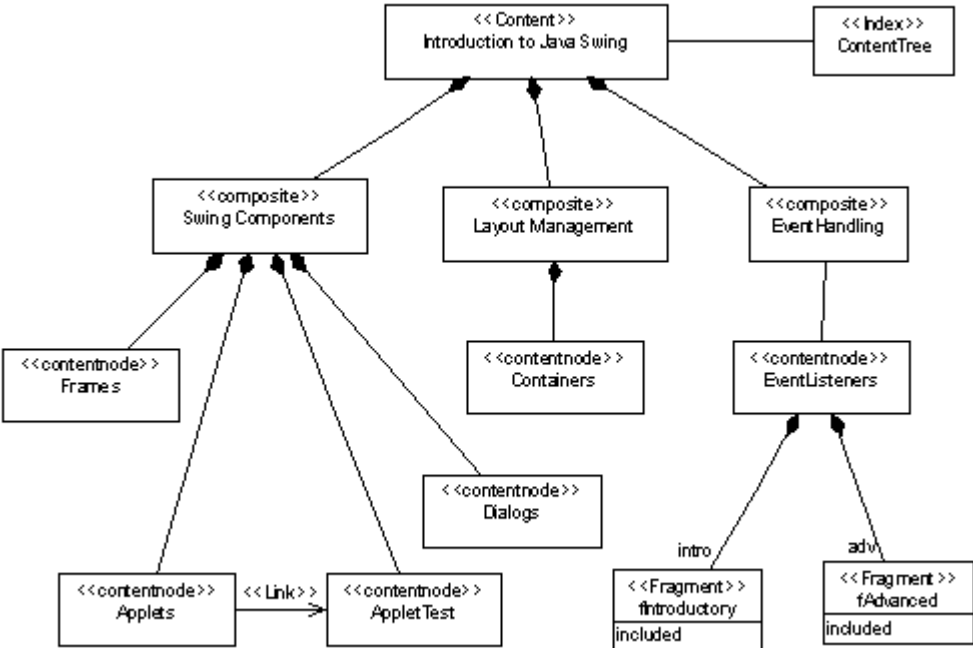 <<Content>>
Introduction to Java Swing
<<Index>>
ContentTree
<<composite>>
Swing Components
<<composite>>
Layout Management
<<composite>>
EventHandling
<<contentnode>>
Frames
<<contentnode>>
Containers
<<contentnode>>
EventListeners
<<contentnode>>
Dialogs
intro
adv
<<contentnode>>
Applets
<<Link>>
<<contentnode>>
AppletTest
<<Fragment>>
fIntroductory
included
<<Fragment>>
fAdvanced
included